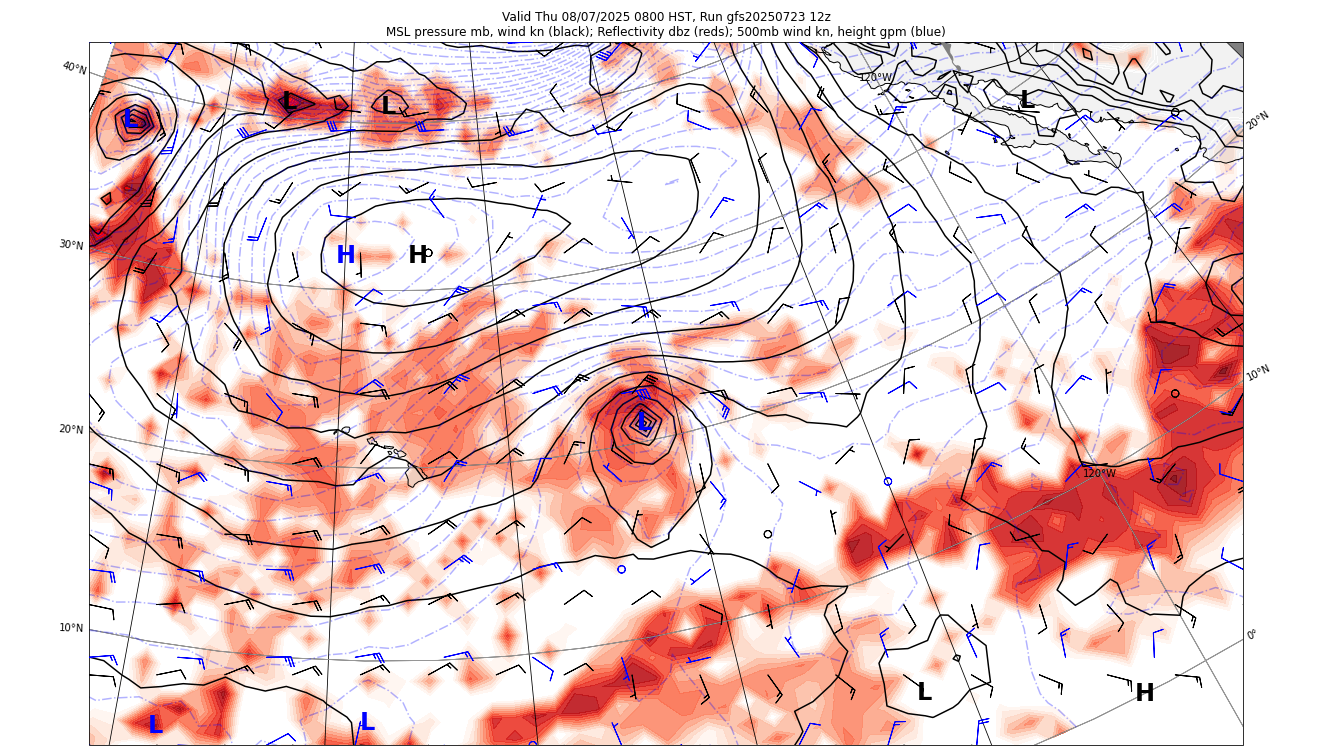 Valid Thu 08/07/2025 0800 HST, Run gfs20250723 12z
MSL pressure mb, wind kn (black); Reflectivity dbz (reds); 500mb wind kn, height gpm (blue)
40°N
120°W
L
L
L
L
20°N
30°N
H
H
10°N
20°N
L
120°W
10°N
0°
L
L
L
H